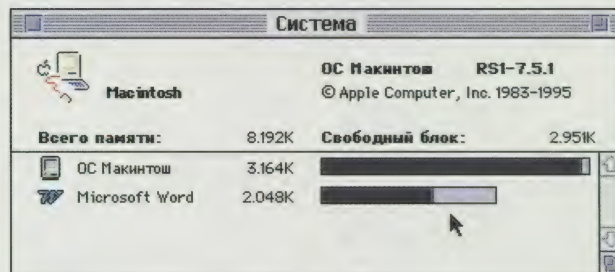 Система
ОС Макинтош RS1-7.5.1
Macintosh © Apple Computer, Inc. 1983-1995
Всего памяти: 8.192K Свободный блок: 2.951K
ОС Макинтош 3.164K
Microsoft Word 2.048K